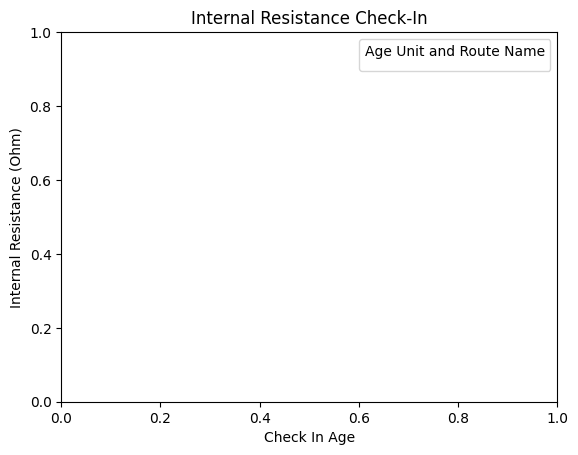 Internal Resistance Check-In
Age Unit and Route Name
1.0
0.8
0.6
0.4
0.2
0.0
Internal Resistance (Ohm)
0.0 0.2 0.4 0.6 0.8 1.0
Check In Age